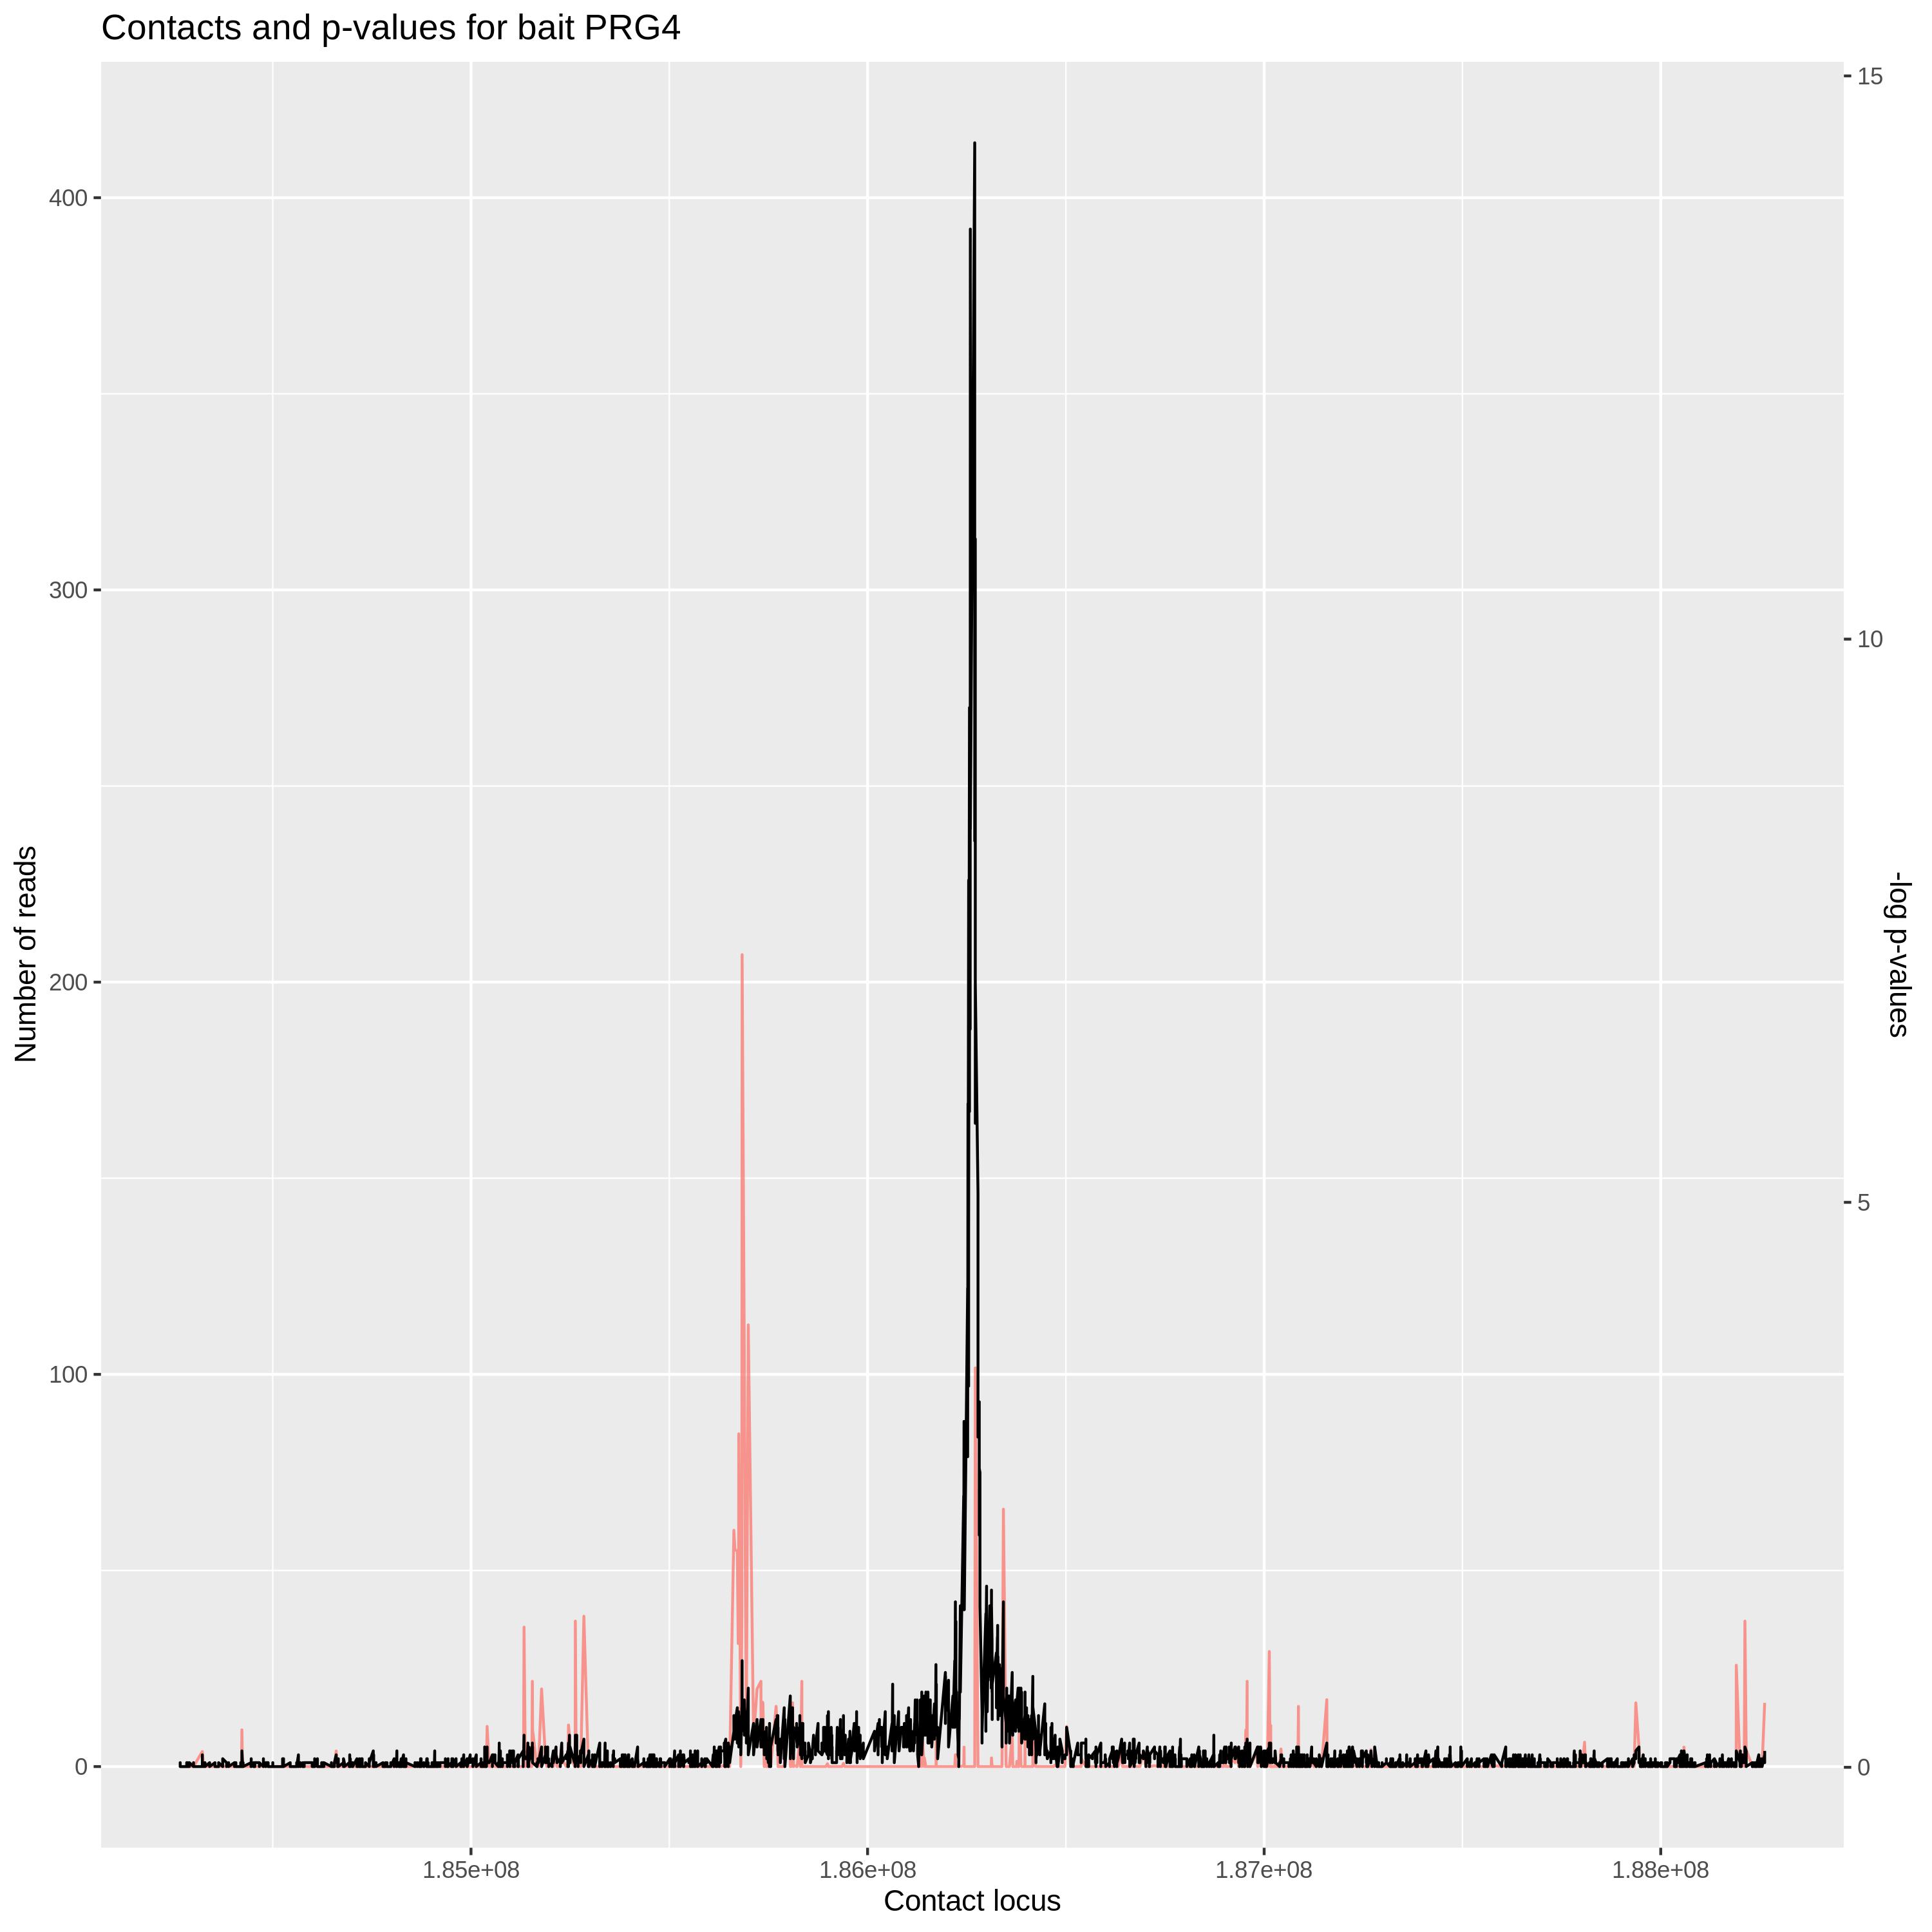 Contacts and p-values for bait PRG4
15
400
10
300
Number of reads
-log p-values
200
5
100
0
0
1.85e+08
1.86e+08
1.87e+08
1.88e+08
Contact locus